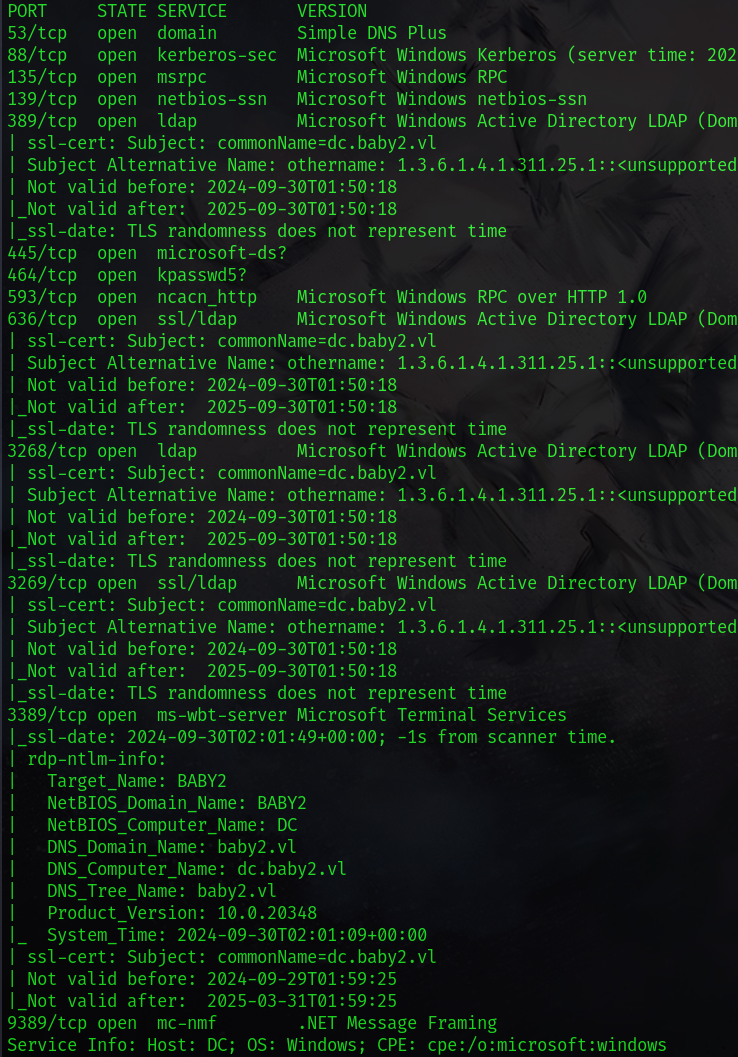 PORT     STATE SERVICE       VERSION
53/tcp   open  domain        Simple DNS Plus
88/tcp   open  kerberos-sec  Microsoft Windows Kerberos (server time: 202
135/tcp  open  msrpc         Microsoft Windows RPC
139/tcp  open  netbios-ssn   Microsoft Windows netbios-ssn
389/tcp  open  ldap          Microsoft Windows Active Directory LDAP (Dom
| ssl-cert: Subject: commonName=dc.baby2.vl
| Subject Alternative Name: othername: 1.3.6.1.4.1.311.25.1::<unsupported
| Not valid before: 2024-09-30T01:50:18
|_Not valid after:  2025-09-30T01:50:18
|_ssl-date: TLS randomness does not represent time
445/tcp  open  microsoft-ds?
464/tcp  open  kpasswd5?
593/tcp  open  ncacn_http    Microsoft Windows RPC over HTTP 1.0
636/tcp  open  ssl/ldap      Microsoft Windows Active Directory LDAP (Dom
| ssl-cert: Subject: commonName=dc.baby2.vl
| Subject Alternative Name: othername: 1.3.6.1.4.1.311.25.1::<unsupported
| Not valid before: 2024-09-30T01:50:18
|_Not valid after:  2025-09-30T01:50:18
|_ssl-date: TLS randomness does not represent time
3268/tcp open  ldap          Microsoft Windows Active Directory LDAP (Dom
| ssl-cert: Subject: commonName=dc.baby2.vl
| Subject Alternative Name: othername: 1.3.6.1.4.1.311.25.1::<unsupported
| Not valid before: 2024-09-30T01:50:18
|_Not valid after:  2025-09-30T01:50:18
|_ssl-date: TLS randomness does not represent time
3269/tcp open  ssl/ldap      Microsoft Windows Active Directory LDAP (Dom
| ssl-cert: Subject: commonName=dc.baby2.vl
| Subject Alternative Name: othername: 1.3.6.1.4.1.311.25.1::<unsupported
| Not valid before: 2024-09-30T01:50:18
|_Not valid after:  2025-09-30T01:50:18
|_ssl-date: TLS randomness does not represent time
3389/tcp open  ms-wbt-server Microsoft Terminal Services
|_ssl-date: 2024-09-30T02:01:49+00:00; -1s from scanner time.
| rdp-ntlm-info:
|   Target_Name: BABY2
|   NetBIOS_Domain_Name: BABY2
|   NetBIOS_Computer_Name: DC
|   DNS_Domain_Name: baby2.vl
|   DNS_Computer_Name: dc.baby2.vl
|   DNS_Tree_Name: baby2.vl
|   Product_Version: 10.0.20348
|_  System_Time: 2024-09-30T02:01:09+00:00
| ssl-cert: Subject: commonName=dc.baby2.vl
| Not valid before: 2024-09-29T01:59:25
|_Not valid after:  2025-03-31T01:59:25
9389/tcp open  mc-nmf        .NET Message Framing
Service Info: Host: DC; OS: Windows; CPE: cpe:/o:microsoft:windows